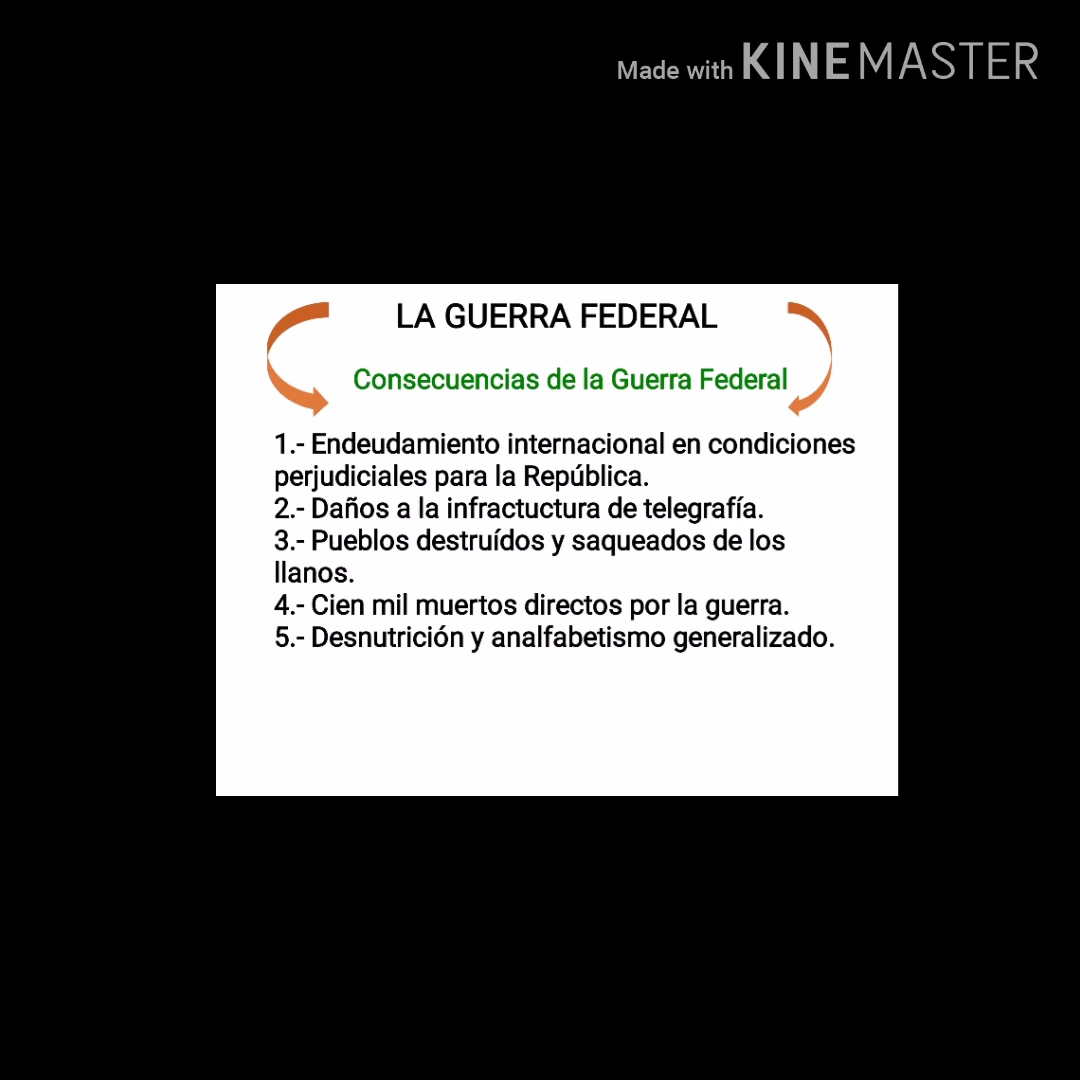 Made with KINEMASTER
LA GUERRA FEDERAL
Consecuencias de la Guerra Federal
1.- Endeudamiento internacional en condiciones
perjudiciales para la República.
2.- Daños a la infractuctura de telegrafía.
3.- Pueblos destruídos y saqueados de los
llanos.
4.- Cien mil muertos directos por la guerra.
5.- Desnutrición y analfabetismo generalizado.